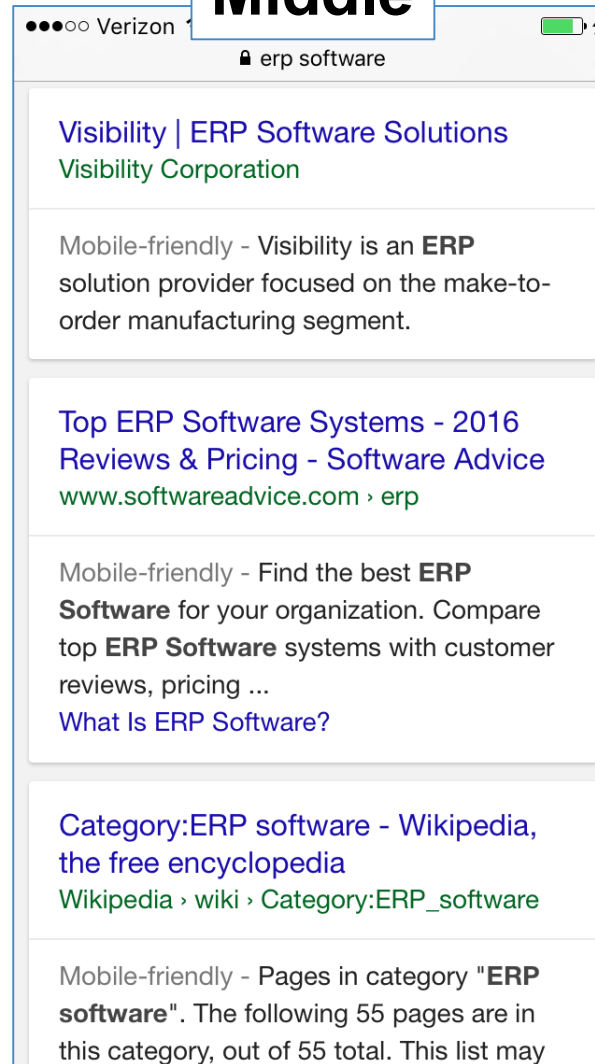 Middle
●●●○○ Verizon
erp software
Visibility | ERP Software Solutions
Visibility Corporation
Mobile-friendly - Visibility is an ERP
solution provider focused on the make-to-
order manufacturing segment.
Top ERP Software Systems - 2016
Reviews & Pricing - Software Advice
www.softwareadvice.com › erp
Mobile-friendly - Find the best ERP
Software for your organization. Compare
top ERP Software systems with customer
reviews, pricing ...
What Is ERP Software?
Category:ERP software - Wikipedia,
the free encyclopedia
Wikipedia › wiki › Category:ERP_software
Mobile-friendly - Pages in category "ERP
software". The following 55 pages are in
this category, out of 55 total. This list may